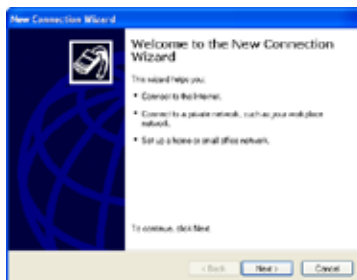 New Connection Wizard
Welcome to the New Connection
Wizard
This wizard helps you:
• Connect to the Internet.
• Connect to a private network, such as your workplace
network.
• Set up a home or small office network.
To continue, click Next.
< Back
Next >
Cancel